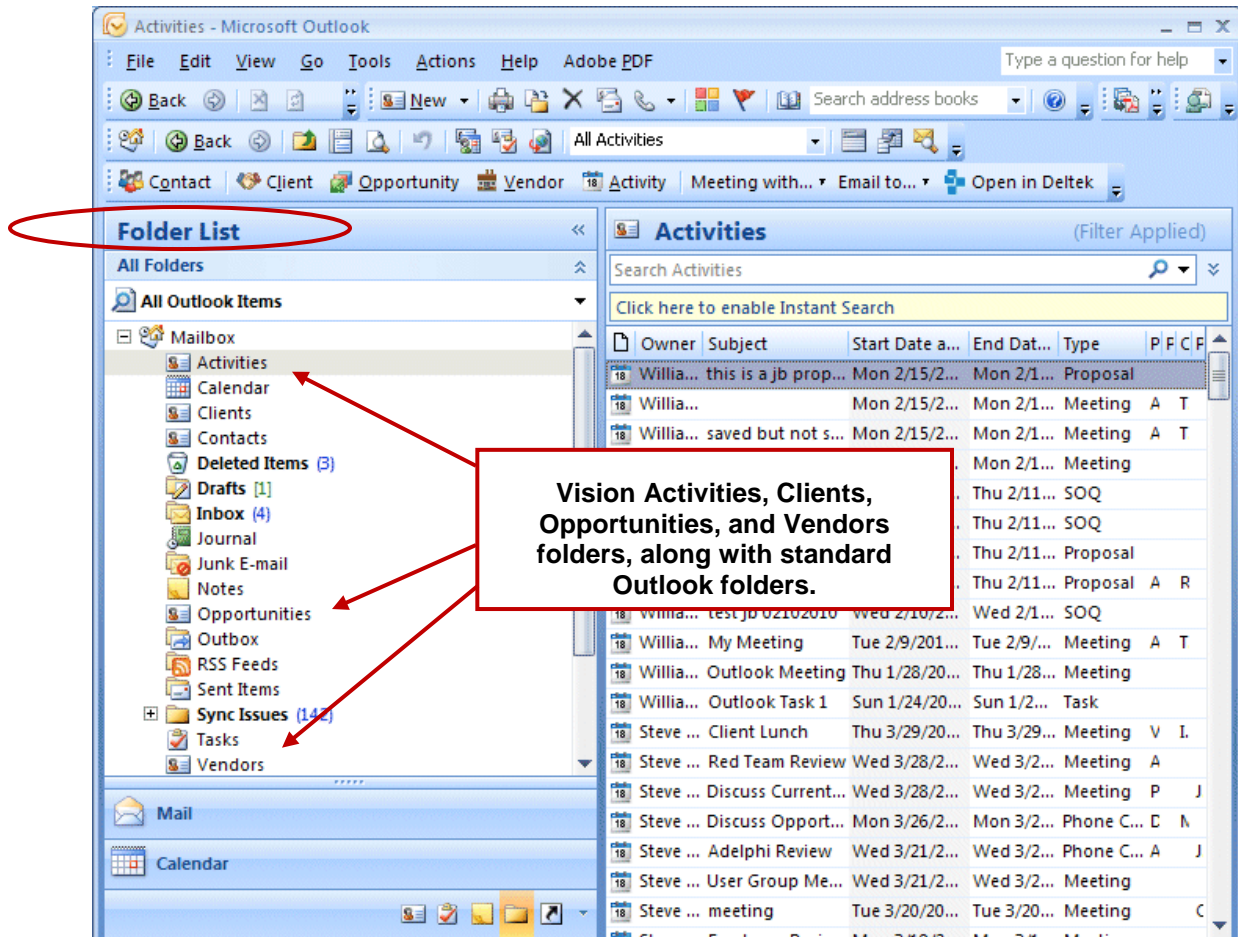 Activities - Microsoft Outlook
File Edit View Go Tools Actions Help Adobe PDF Type a question for help
Back New Search address books
Back All Activities
Contact Client Opportunity Vendor Activity Meeting with... Email to... Open in Deltek
Folder List
All Folders
All Outlook Items
Mailbox
Activities
Calendar
Clients
Contacts
Deleted Items (3)
Drafts [1]
Inbox (4)
Journal
Junk E-mail
Notes
Opportunities
Outbox
RSS Feeds
Sent Items
Sync Issues (142)
Tasks
Vendors
Mail
Calendar
Activities (Filter Applied)
Search Activities
Click here to enable Instant Search
Owner Subject Start Date a... End Dat... Type P F C F
Willia... this is a jb prop... Mon 2/15/2... Mon 2/1... Proposal
Willia... Mon 2/15/2... Mon 2/1... Meeting A T
Willia... saved but not s... Mon 2/15/2... Mon 2/1... Meeting A T
Mon 2/1... Meeting
Thu 2/11... SOQ
Thu 2/11... SOQ
Thu 2/11... Proposal
Thu 2/11... Proposal A R
Willia... test jb 02102010 Wed 2/10/2... Wed 2/1... SOQ
Willia... My Meeting Tue 2/9/201... Tue 2/9/... Meeting A T
Willia... Outlook Meeting Thu 1/28/20... Thu 1/28... Meeting
Willia... Outlook Task 1 Sun 1/24/20... Sun 1/2... Task
Steve ... Client Lunch Thu 3/29/20... Thu 3/29... Meeting V I.
Steve ... Red Team Review Wed 3/28/2... Wed 3/2... Meeting A
Steve ... Discuss Current... Wed 3/28/2... Wed 3/2... Meeting P J
Steve ... Discuss Opport... Mon 3/26/2... Mon 3/2... Phone C... D
Steve ... Adelphi Review Wed 3/21/2... Wed 3/2... Phone C... A J
Steve ... User Group Me... Wed 3/21/2... Wed 3/2... Meeting
Steve ... meeting Tue 3/20/20... Tue 3/20... Meeting
Vision Activities, Clients,
Opportunities, and Vendors
folders, along with standard
Outlook folders.